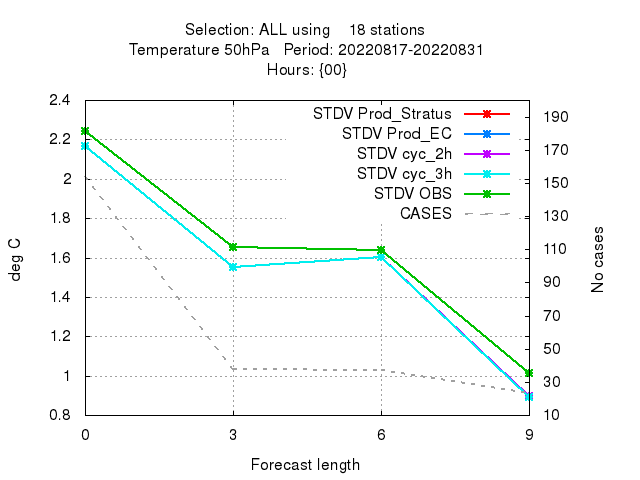 Selection: ALL using    18 stations
Temperature 50hPa   Period: 20220817-20220831
Hours: {00}
STDV Prod_Stratus
STDV Prod_EC
STDV cyc_2h
STDV cyc_3h
STDV OBS
CASES
deg C
2.4
2.2
2
1.8
1.6
1.4
1.2
1
0.8
190
170
150
130
110
90
70
50
30
10
No cases
0 3 6 9
Forecast length